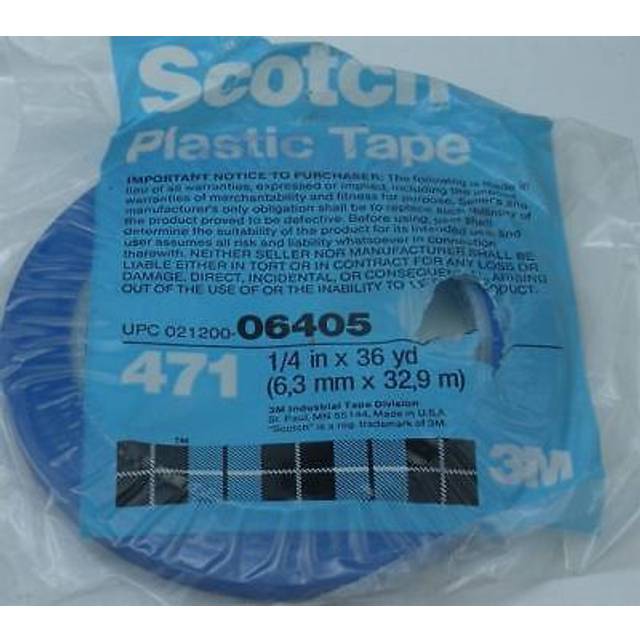 Scotch
Plastic Tape
IMPORTANT NOTICE TO PURCHASER: The following is made in
lieu of all warranties, expressed or implied, including the implied
warranties of merchantability and fitness for purpose. Seller's and
manufacturer's only obligation shall be to replace such quantity of
the product proved to be defective. Before using, user shall
determine the suitability of the product for its intended use, and
user assumes all risk and liability whatsoever in connection
therewith. NEITHER SELLER NOR MANUFACTURER SHALL BE
LIABLE EITHER IN TORT OR IN CONTRACT FOR ANY LOSS OR
DAMAGE, DIRECT, INCIDENTAL, OR ARISING
OUT OF THE USE OF OR THE INABILITY TO PRODUCT.
UPC 021200-06405
471
1/4 in x 36 yd
(6,3 mm x 32,9 m)
3M Industrial Tape Division
St. Paul, MN 55144, Made in U.S.A.
"Scotch" is a reg. trademark of 3M.
TM
3M